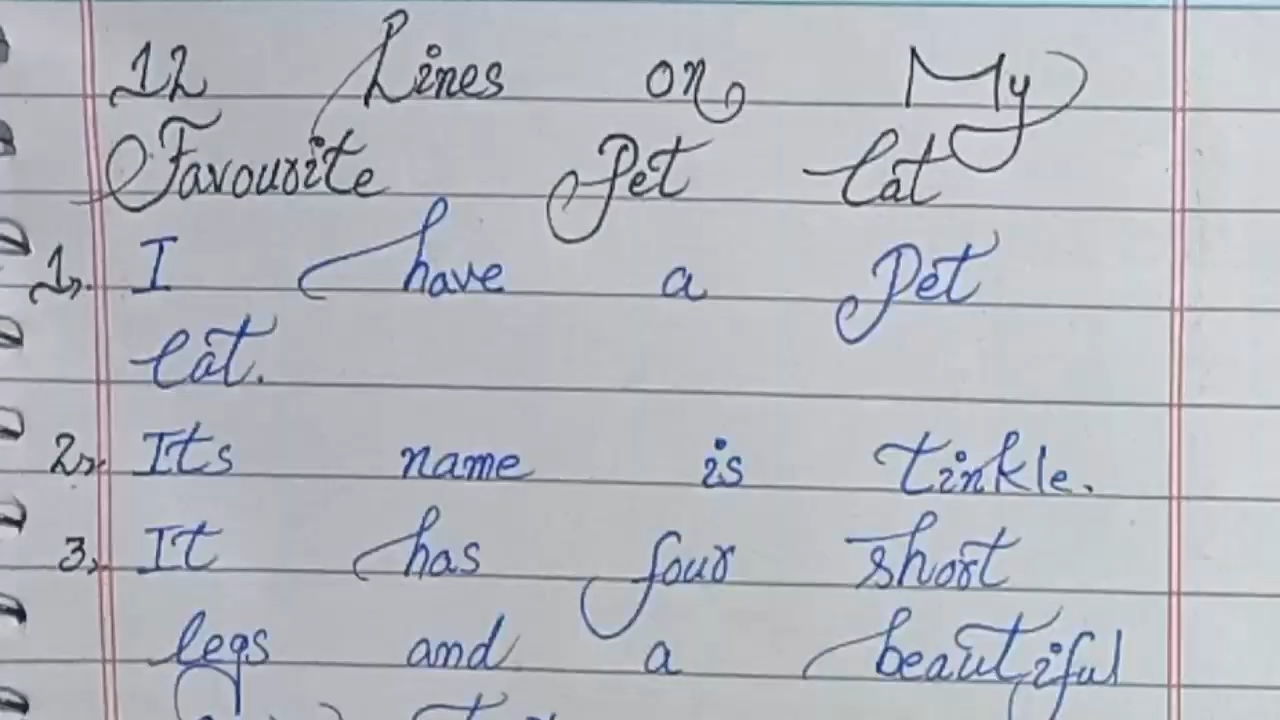 12 Lines on My
Favourite Pet Cat
1. I have a Pet
Cat.
2. Its name is tinkle.
3. It has four short
legs and a beautiful